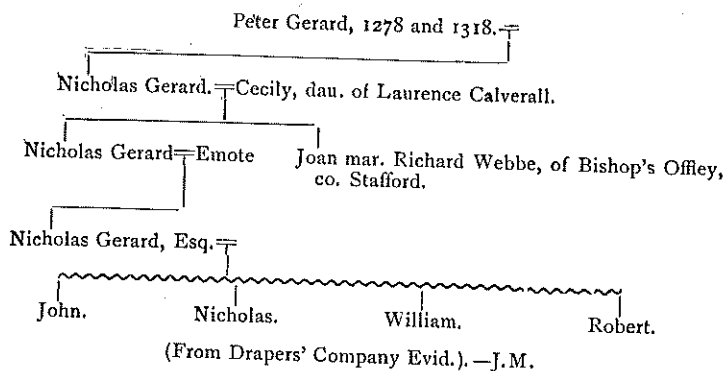 Peter Gerard, 1278 and 1318.
Nicholas Gerard. Cecily, dau. of Laurence Calverall.
Nicholas Gerard Emote Joan mar. Richard Webbe, of Bishop's Offley,
co. Stafford.
Nicholas Gerard, Esq.
John. Nicholas. William. Robert.
(From Drapers' Company Evid.).—J.M.